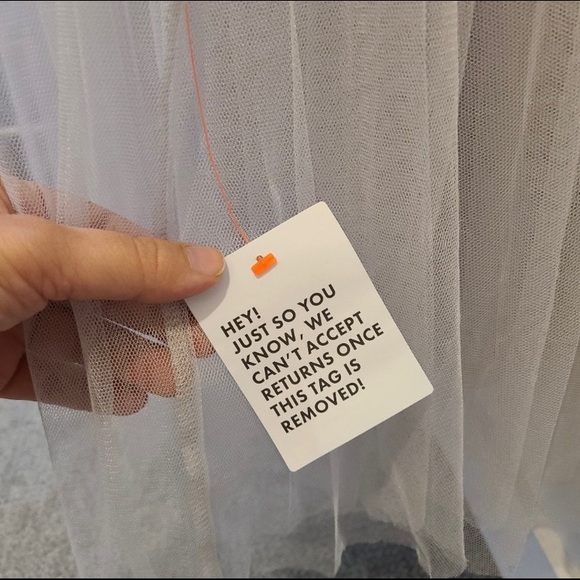 HEY!
JUST SO YOU
KNOW, WE
CAN'T ACCEPT
RETURNS ONCE
THIS TAG IS
REMOVED!